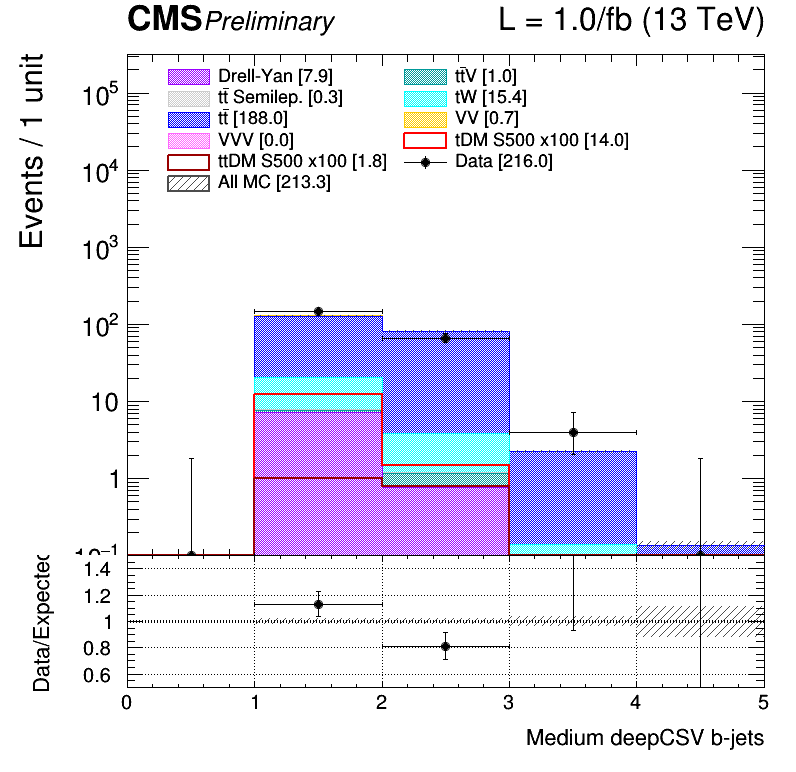 CMS Preliminary L = 1.0/fb (13 TeV)
Events / 1 unit
Drell-Yan [7.9] tt̄V [1.0]
tt̄ Semilep. [0.3] tW [15.4]
tt̄ [188.0] VV [0.7]
VVV [0.0] tDM S500 x100 [14.0]
ttDM S500 x100 [1.8] Data [216.0]
All MC [213.3]
10⁵
10⁴
10³
10²
10
1
10⁻¹
Data/Expected
1.4
1.2
1
0.8
0.6
0 1 2 3 4 5
Medium deepCSV b-jets